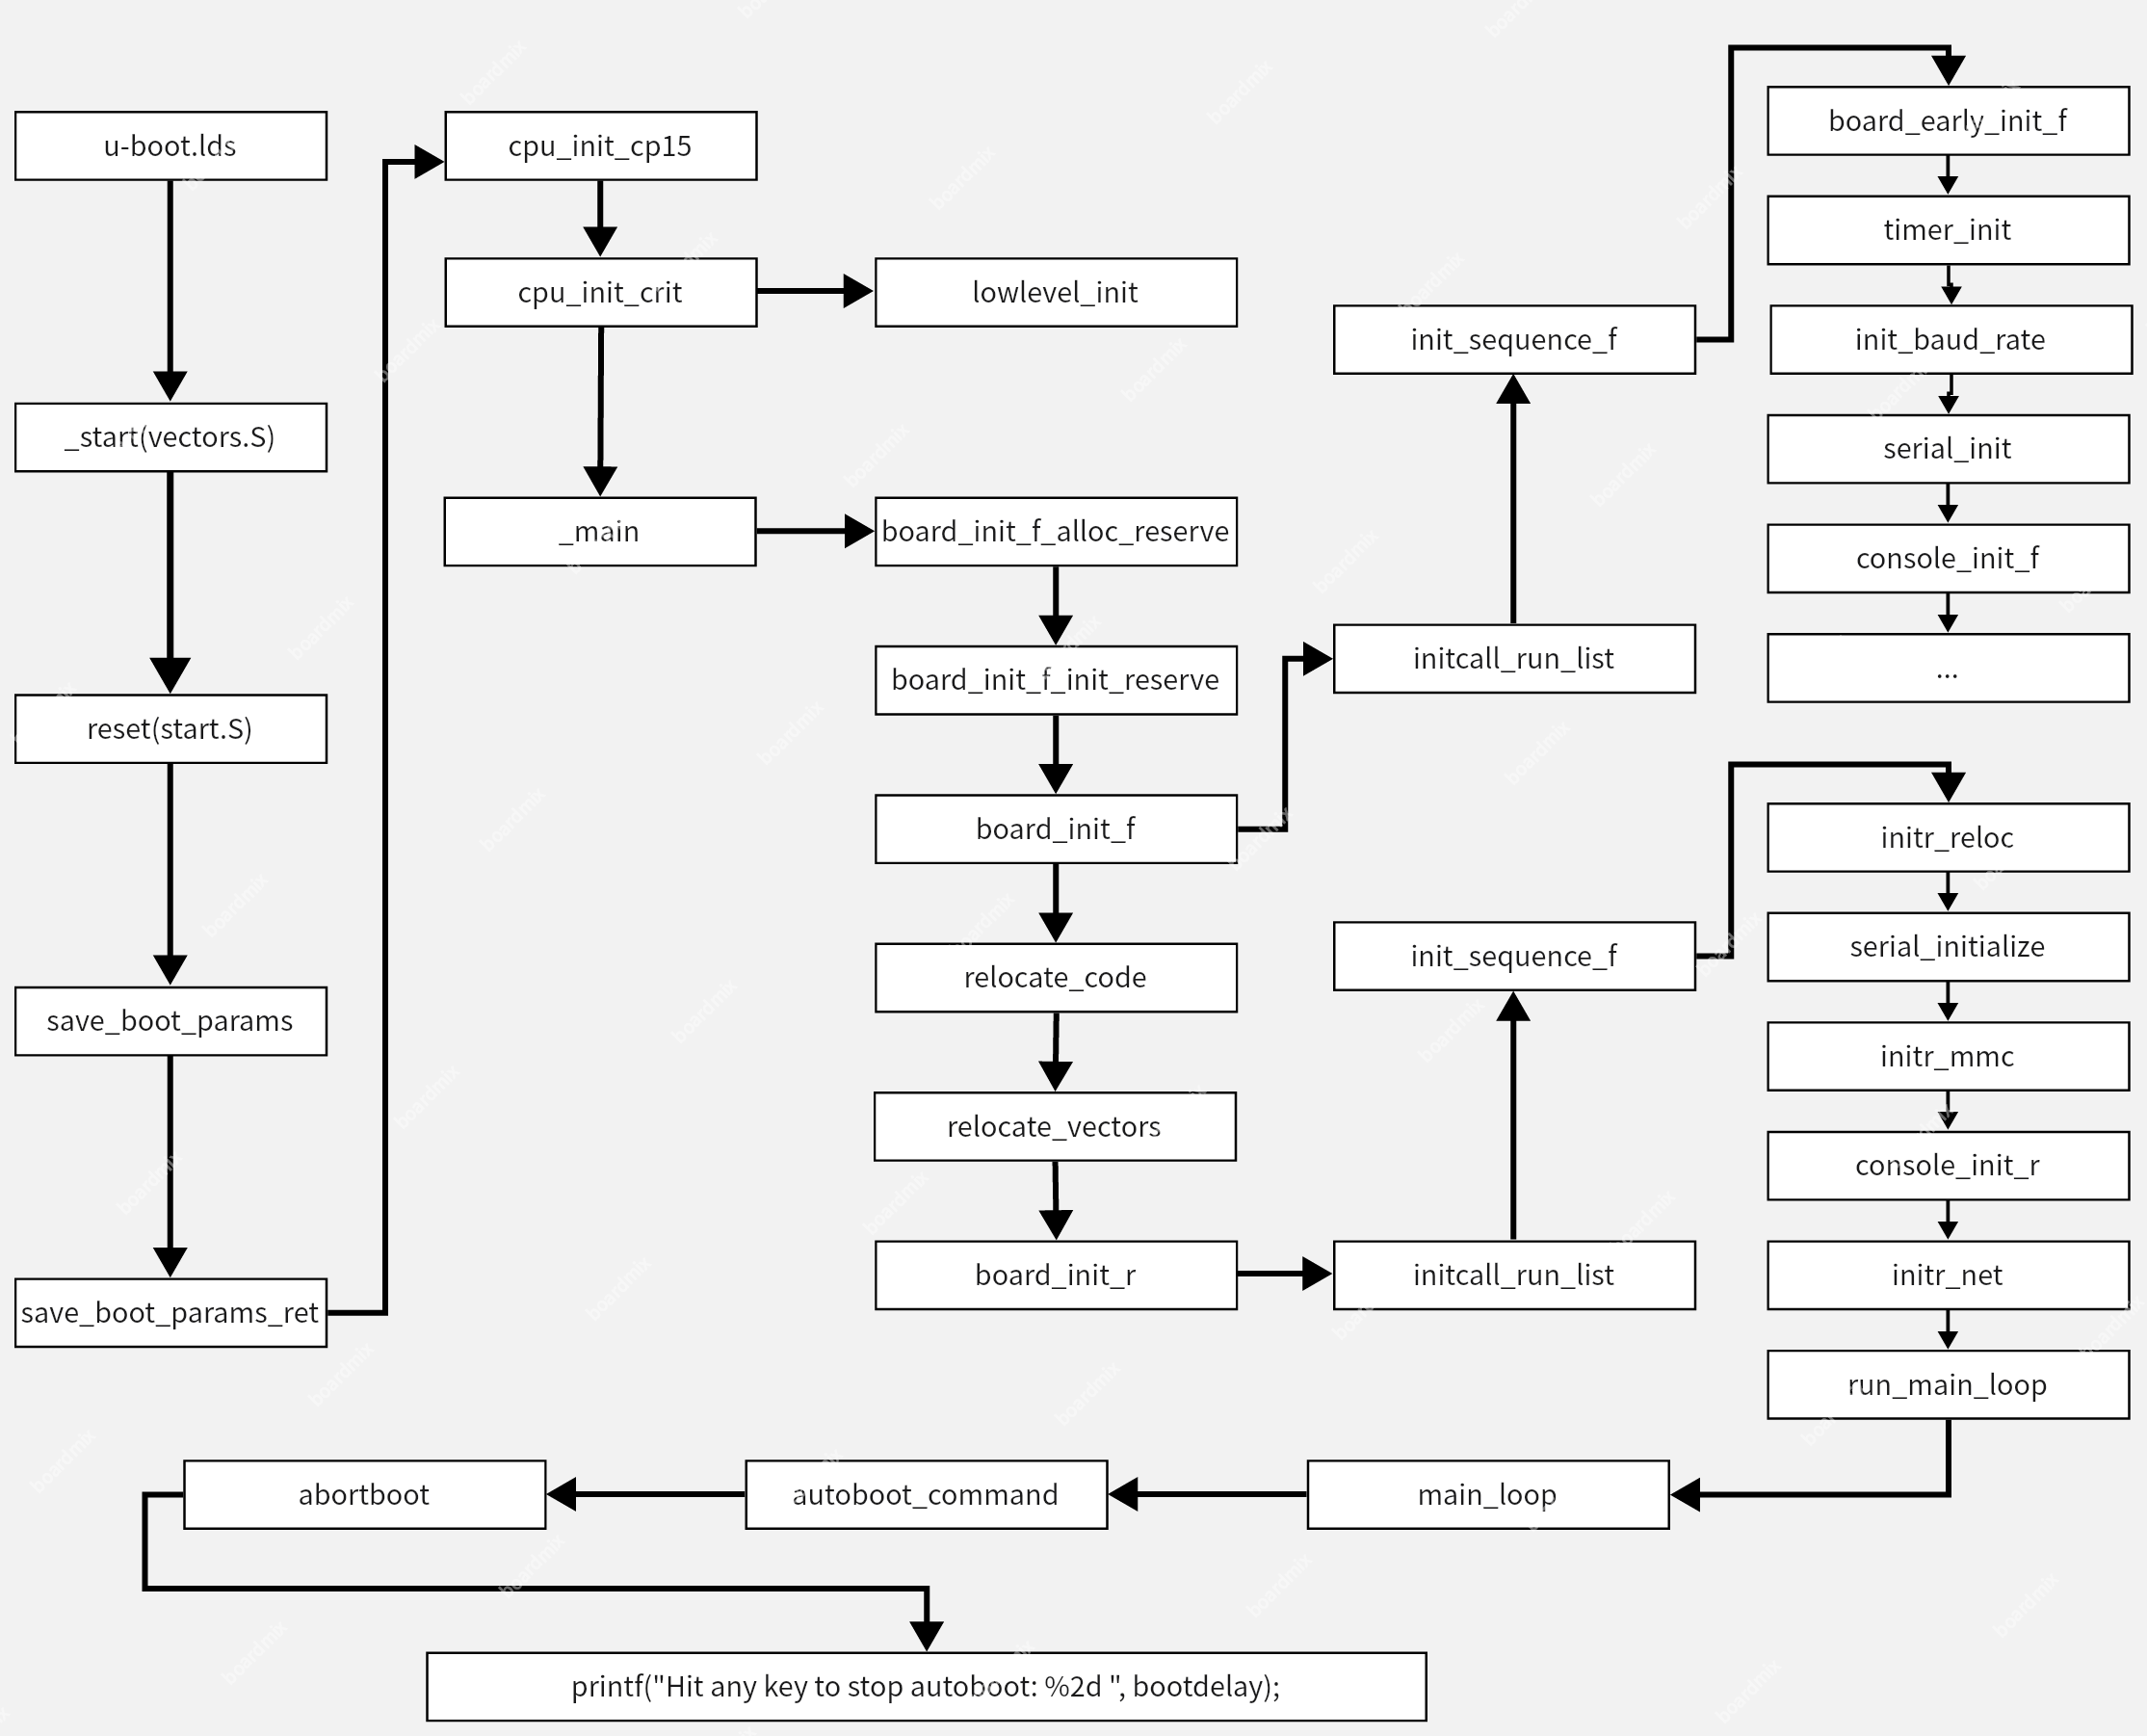 u-boot.lds
_start(vectors.S)
reset(start.S)
save_boot_params
save_boot_params_ret
cpu_init_cp15
cpu_init_crit
lowlevel_init
_main
board_init_f_alloc_reserve
board_init_f_init_reserve
board_init_f
relocate_code
relocate_vectors
board_init_r
initcall_run_list
init_sequence_f
board_early_init_f
timer_init
init_baud_rate
serial_init
console_init_f
...
initcall_run_list
init_sequence_f
initr_reloc
serial_initialize
initr_mmc
console_init_r
initr_net
run_main_loop
main_loop
autoboot_command
abortboot
printf("Hit any key to stop autoboot: %2d ", bootdelay);
boardmix